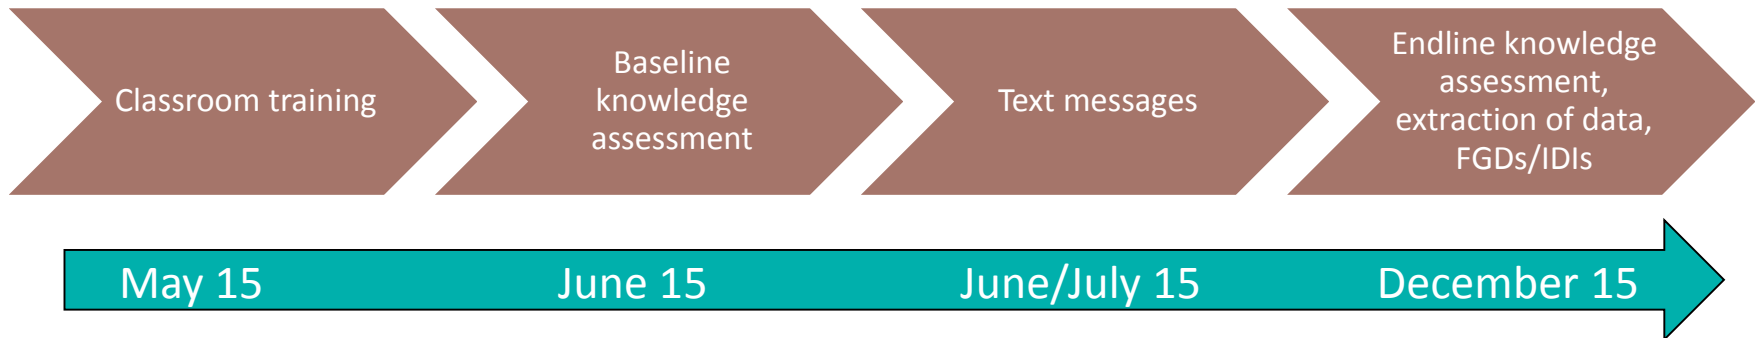 Classroom training
Baseline
knowledge
assessment
Text messages
Endline knowledge
assessment,
extraction of data,
FGDs/IDIs
May 15
June 15
June/July 15
December 15